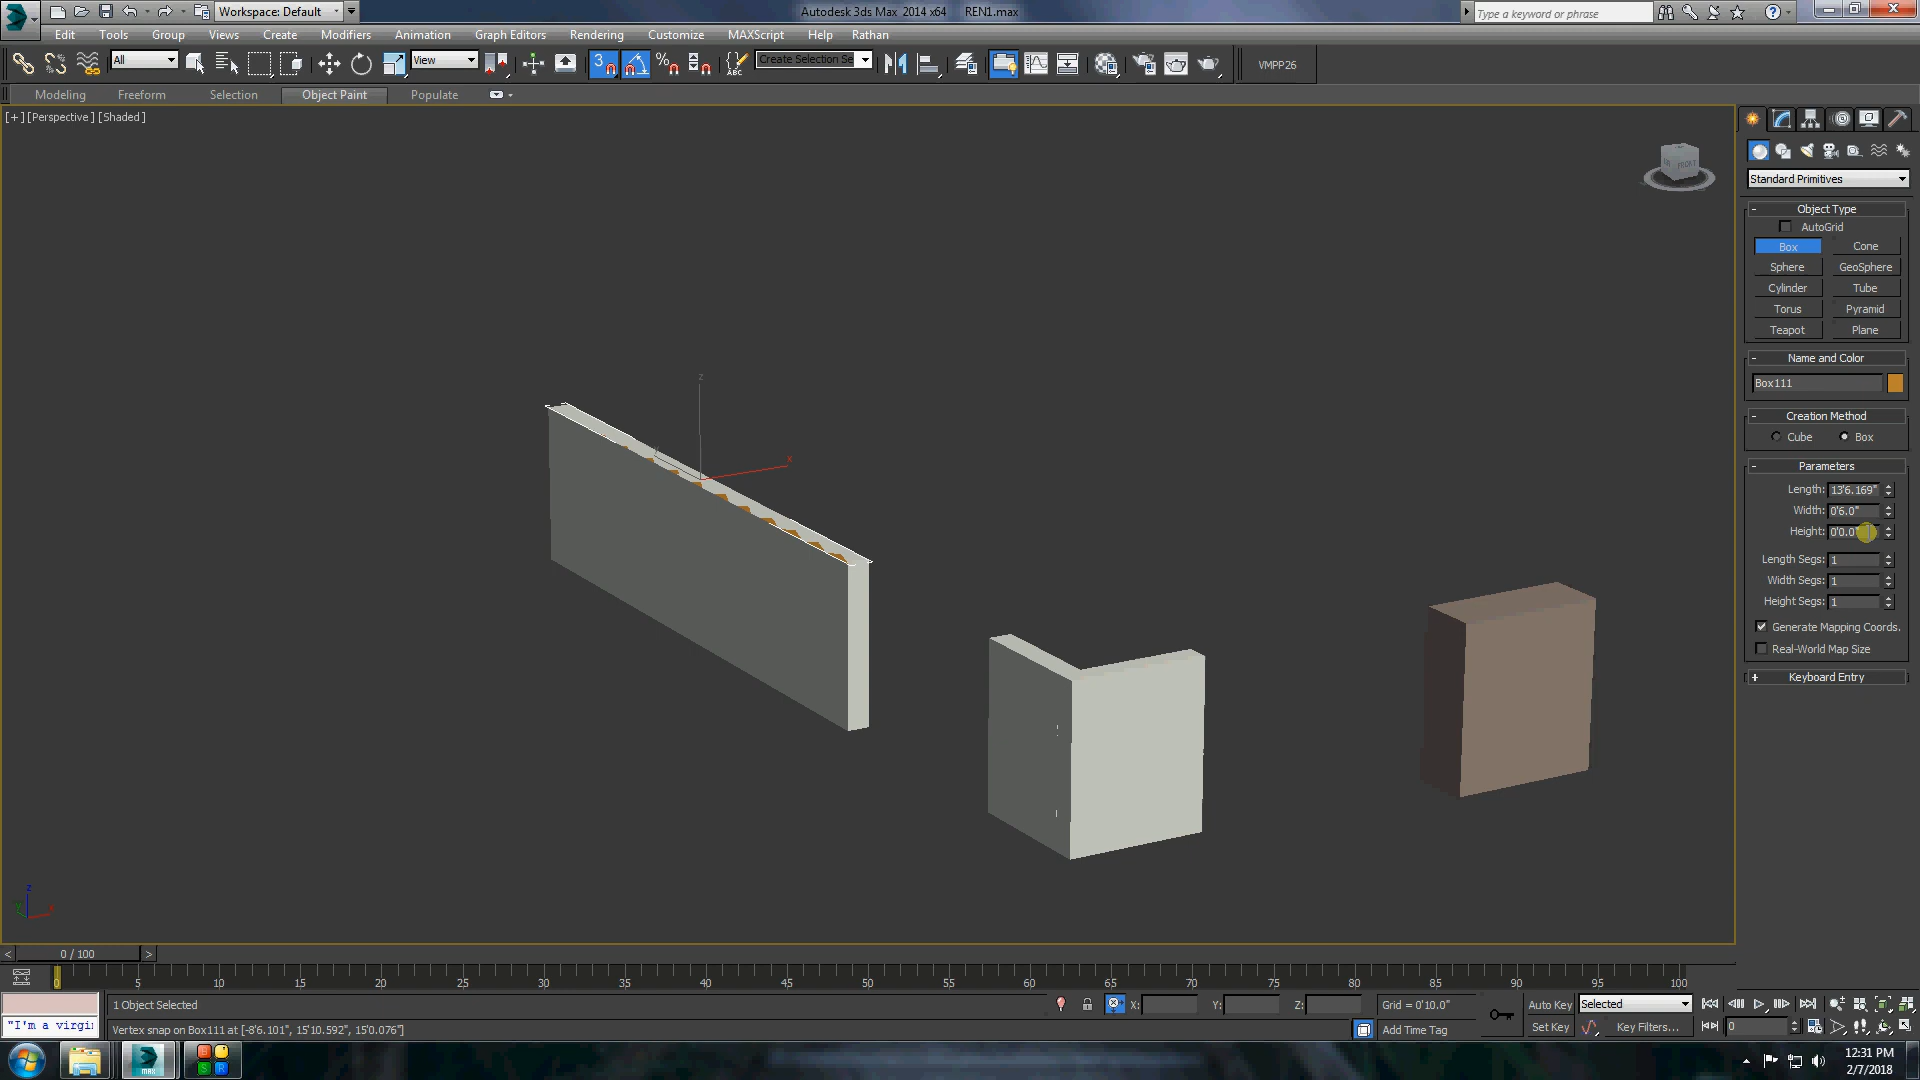 Workspace: Default
Autodesk 3ds Max 2014 x64 REN1.max
Type a keyword or phrase
Edit Tools Group Views Create Modifiers Animation Graph Editors Rendering Customize MAXScript Help Rathan
All
View
3
ABC
Create Selection Se
VMPP26
Modeling Freeform Selection Object Paint Populate
[+] [Perspective] [Shaded]
FRONT
Standard Primitives
Object Type
AutoGrid
Box Cone
Sphere GeoSphere
Cylinder Tube
Torus Pyramid
Teapot Plane
Name and Color
Box111
Creation Method
Cube Box
Parameters
Length: 13'6.169"
Width: 0'6.0"
Height: 0'0.0
Length Segs: 1
Width Segs: 1
Height Segs: 1
Generate Mapping Coords.
Real-World Map Size
Keyboard Entry
z
x
z
x
0 / 100
0 5 10 15 20 25 30 35 40 45 50 55 60 65 70 75 80 85 90 95 100
1 Object Selected
X: Y: Z:
Grid = 0'10.0"
Auto Key Selected
"I'm a virgi
Vertex snap on Box111 at [-8'6.101", 15'10.592", 15'0.076"]
Add Time Tag
Set Key Key Filters...
0
MAX
12:31 PM
2/7/2018